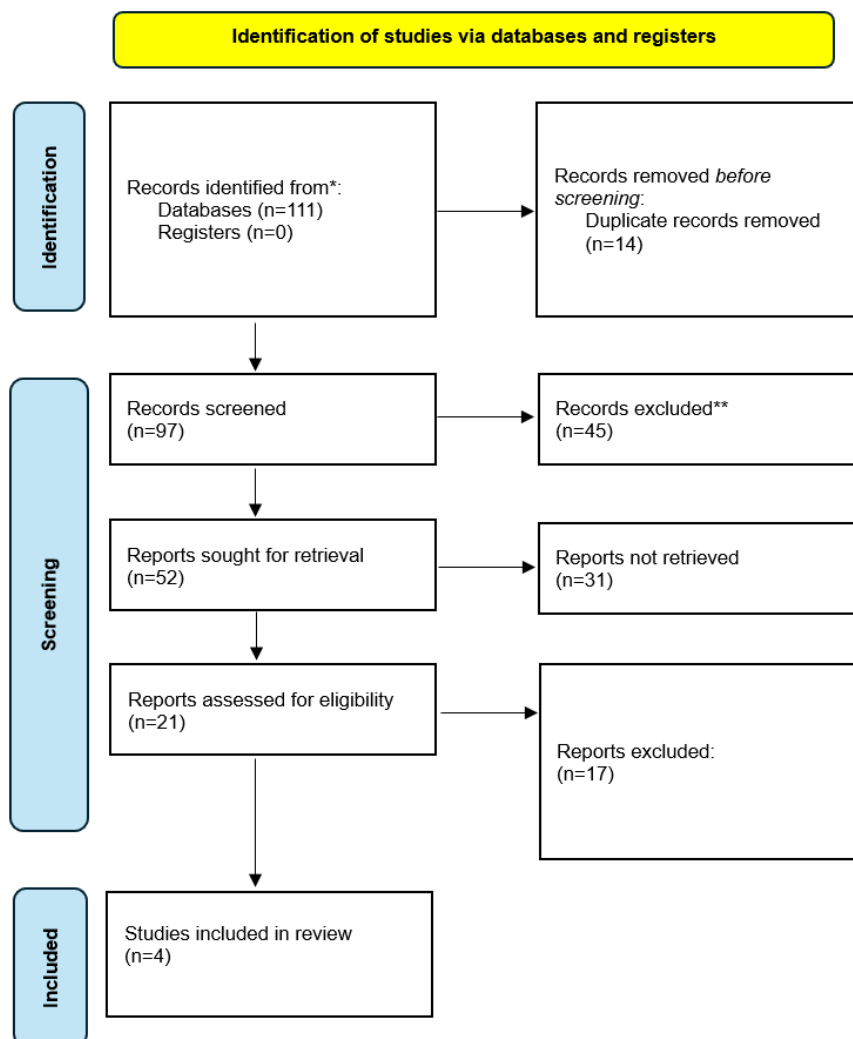 Identification of studies via databases and registers
Identification
Records identified from*:
Databases (n=111)
Registers (n=0)
Records removed before
screening:
Duplicate records removed
(n=14)
Screening
Records screened
(n=97)
Records excluded**
(n=45)
Reports sought for retrieval
(n=52)
Reports not retrieved
(n=31)
Reports assessed for eligibility
(n=21)
Reports excluded:
(n=17)
Included
Studies included in review
(n=4)